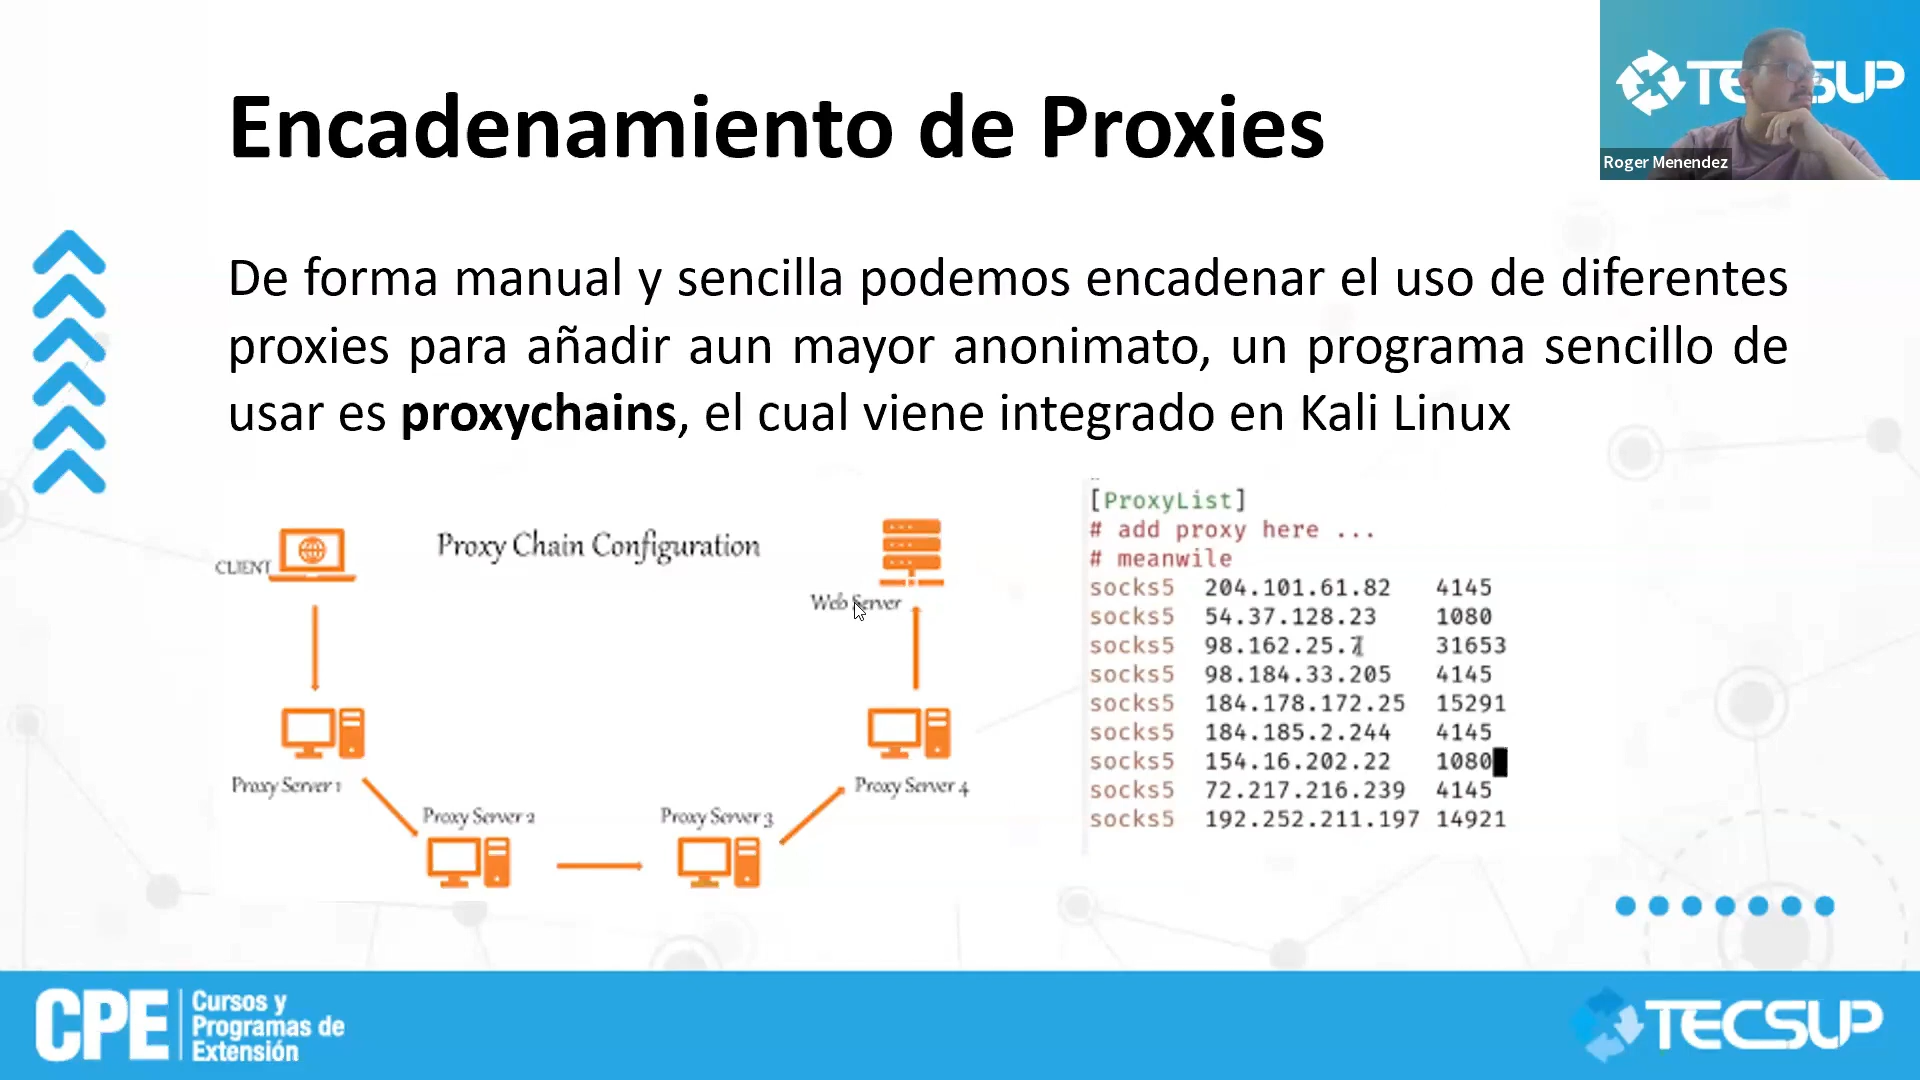 TECSUP
Roger Menendez
Encadenamiento de Proxies
De forma manual y sencilla podemos encadenar el uso de diferentes
proxies para añadir aun mayor anonimato, un programa sencillo de
usar es proxychains, el cual viene integrado en Kali Linux
Proxy Chain Configuration
CLIENT
Web Server
Proxy Server 1
Proxy Server 2
Proxy Server 3
Proxy Server 4
[ProxyList]
# add proxy here ...
# meanwile
socks5 204.101.61.82 4145
socks5 54.37.128.23 1080
socks5 98.162.25.7 31653
socks5 98.184.33.205 4145
socks5 184.178.172.25 15291
socks5 184.185.2.244 4145
socks5 154.16.202.22 1080
socks5 72.217.216.239 4145
socks5 192.252.211.197 14921
CPE
Cursos y
Programas de
Extensión
TECSUP